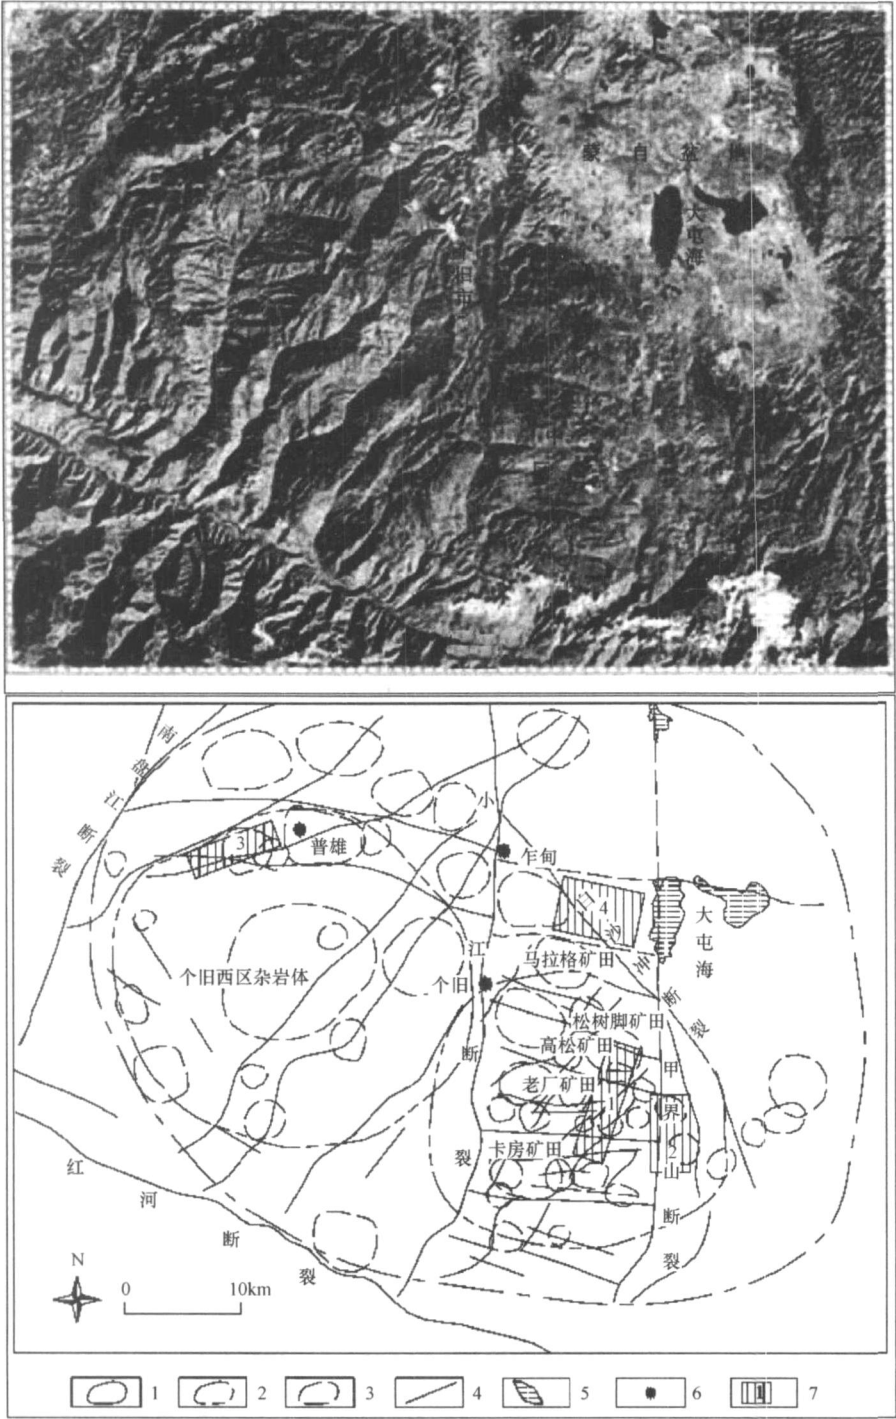 蒙自盆
大屯海
旧市
南盘江断裂
小江断裂
3
普雄
乍甸
4
大屯海
断裂
马拉格矿田
个旧西区杂岩体
个旧
松树脚矿田
高松矿田
老厂矿田
卡房矿田
甲界山断裂
2
红河断裂
N
0 10km
1 2 3 4 5 6 1 7